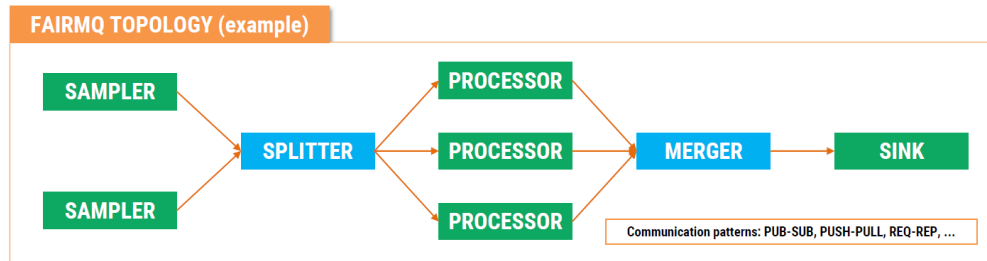 FAIRMQ TOPOLOGY (example)
SAMPLER
SAMPLER
SPLITTER
PROCESSOR
PROCESSOR
PROCESSOR
MERGER
SINK
Communication patterns: PUB-SUB, PUSH-PULL, REQ-REP, ...